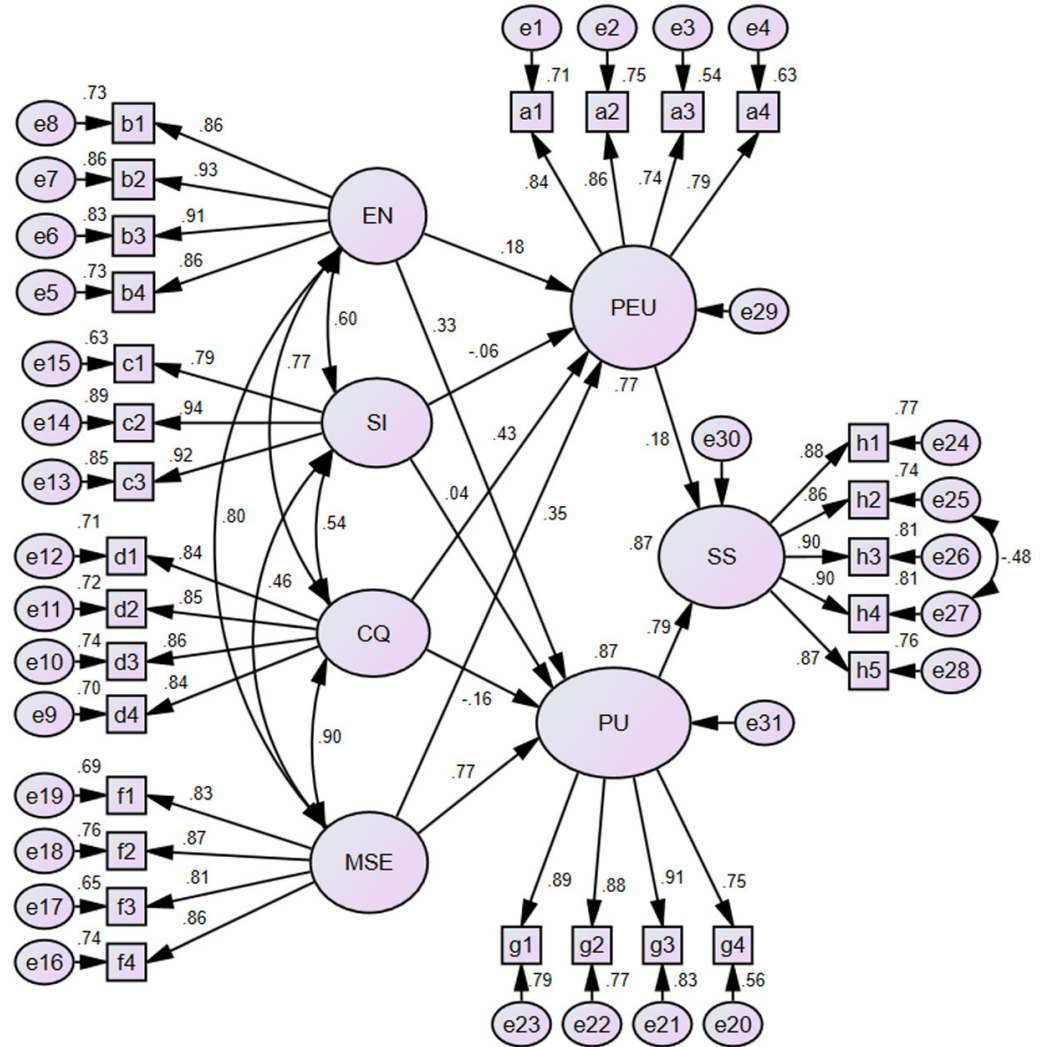 e1 e2 e3 e4
.71 .75 .54 .63
a1 a2 a3 a4
.84 .86 .74 .79
.73
e8 b1 .86
.86
e7 b2 .93
.83
e6 b3 .91
.73
e5 b4 .86
EN
.18
PEU
e29
.77
.33
-.06
.60
.77
.63
e15 c1 .79
.89
e14 c2 .94
.85
e13 c3 .92
SI
.43
.04
.35
.54
.46
.80
.18
e30
SS
.87
.77
.88 h1 e24
.74
.86 h2 e25
.81
.90 h3 e26
-.48
.81
.90 h4 e27
.76
.87 h5 e28
.71
e12 d1 .84
.72
e11 d2 .85
.74
e10 d3 .86
.70
e9 d4 .84
CQ
-.16
.90
.79
.87
PU
e31
.77
.69
e19 f1 .83
.76
e18 f2 .87
.65
e17 f3 .81
.74
e16 f4 .86
MSE
.89 .88 .91 .75
g1 g2 g3 g4
.79 .77 .83 .56
e23 e22 e21 e20